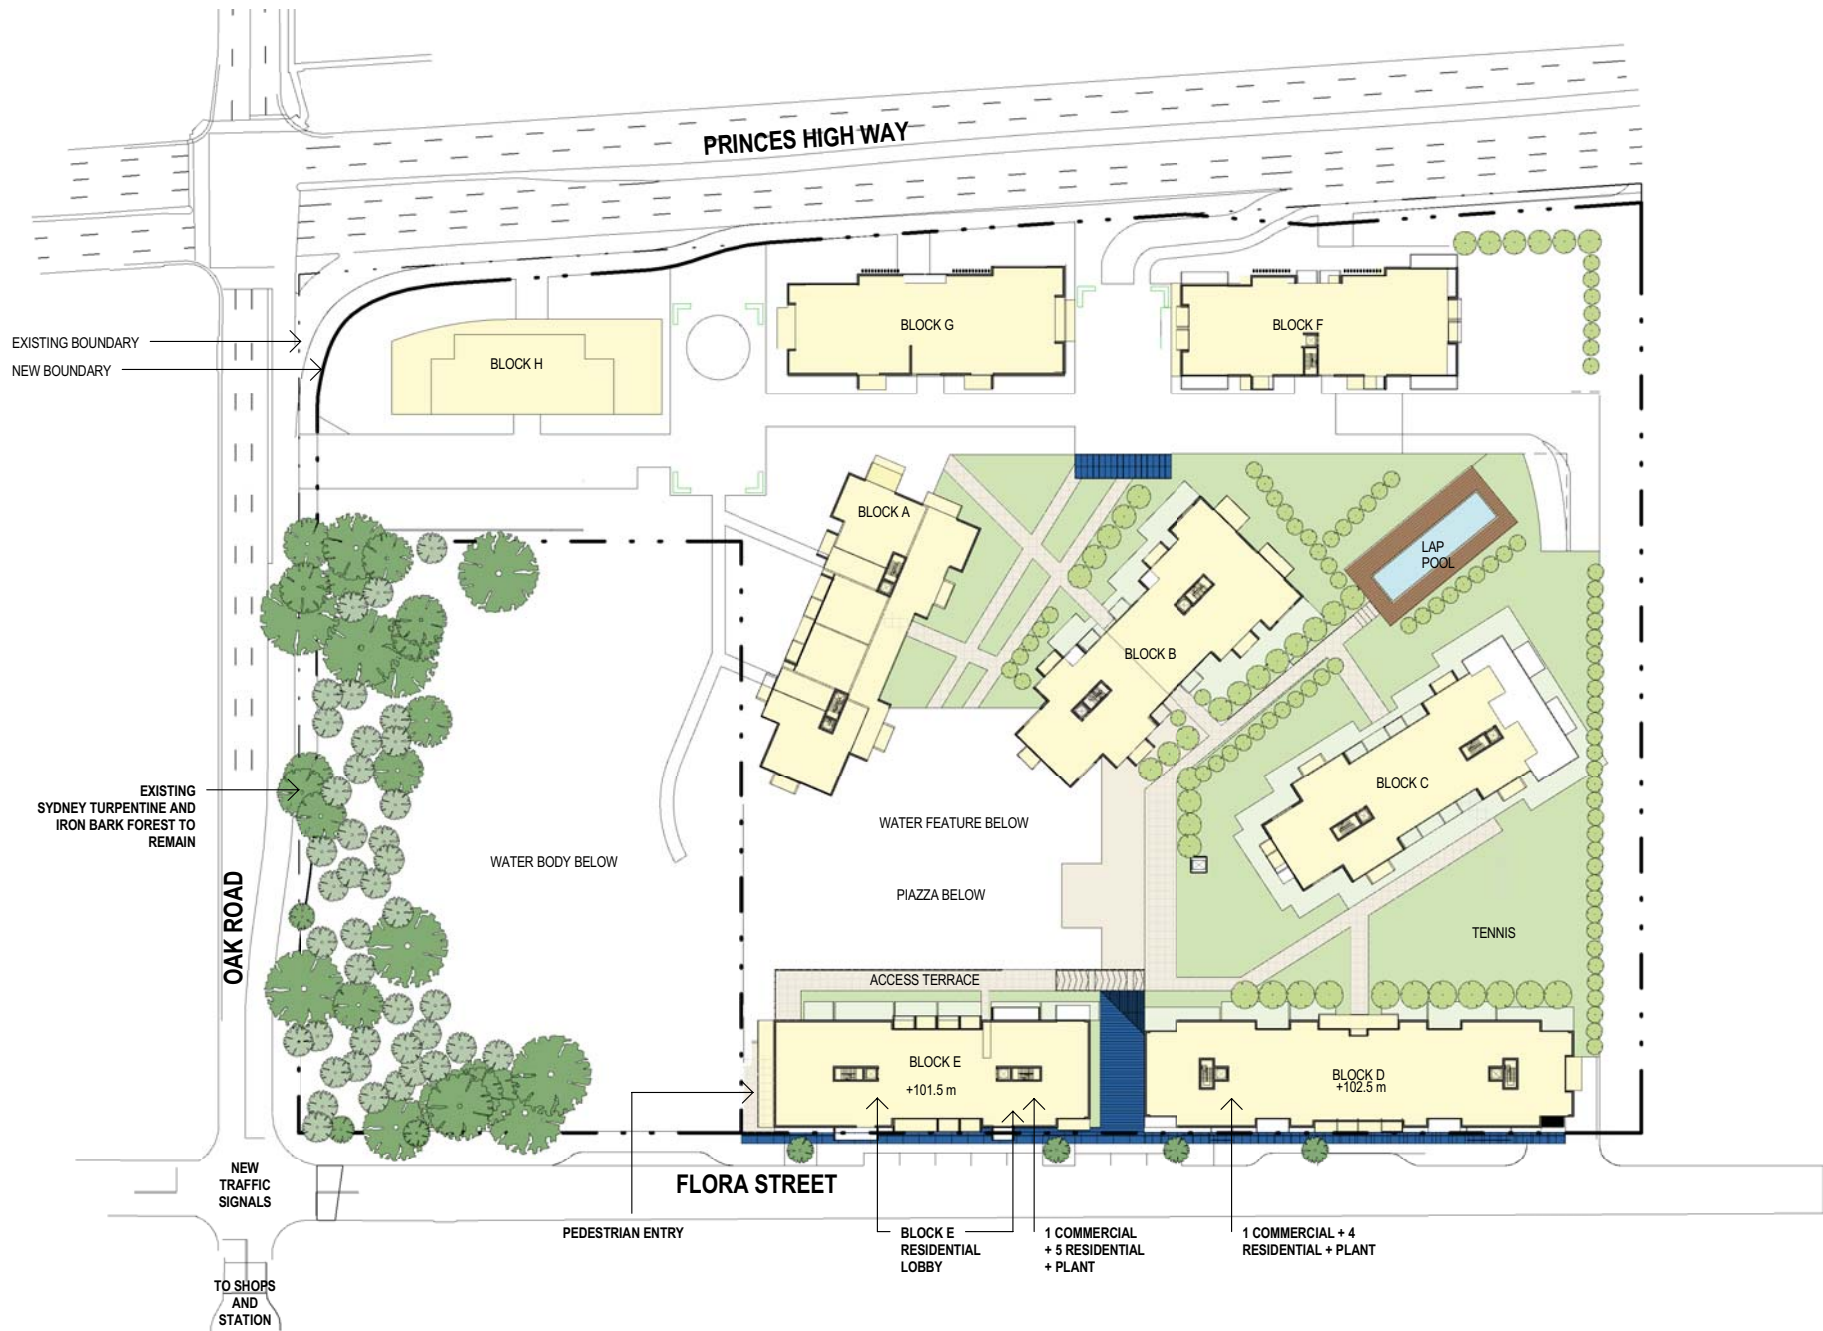 PRINCES HIGH WAY
EXISTING BOUNDARY
NEW BOUNDARY
BLOCK H
BLOCK G
BLOCK F
BLOCK A
LAP
POOL
BLOCK B
BLOCK C
EXISTING
SYDNEY TURPENTINE AND
IRON BARK FOREST TO
REMAIN
OAK ROAD
WATER BODY BELOW
WATER FEATURE BELOW
PIAZZA BELOW
TENNIS
ACCESS TERRACE
BLOCK E
+101.5 m
BLOCK D
+102.5 m
NEW
TRAFFIC
SIGNALS
FLORA STREET
PEDESTRIAN ENTRY
BLOCK E
RESIDENTIAL
LOBBY
1 COMMERCIAL
+ 5 RESIDENTIAL
+ PLANT
1 COMMERCIAL + 4
RESIDENTIAL + PLANT
TO SHOPS
AND
STATION